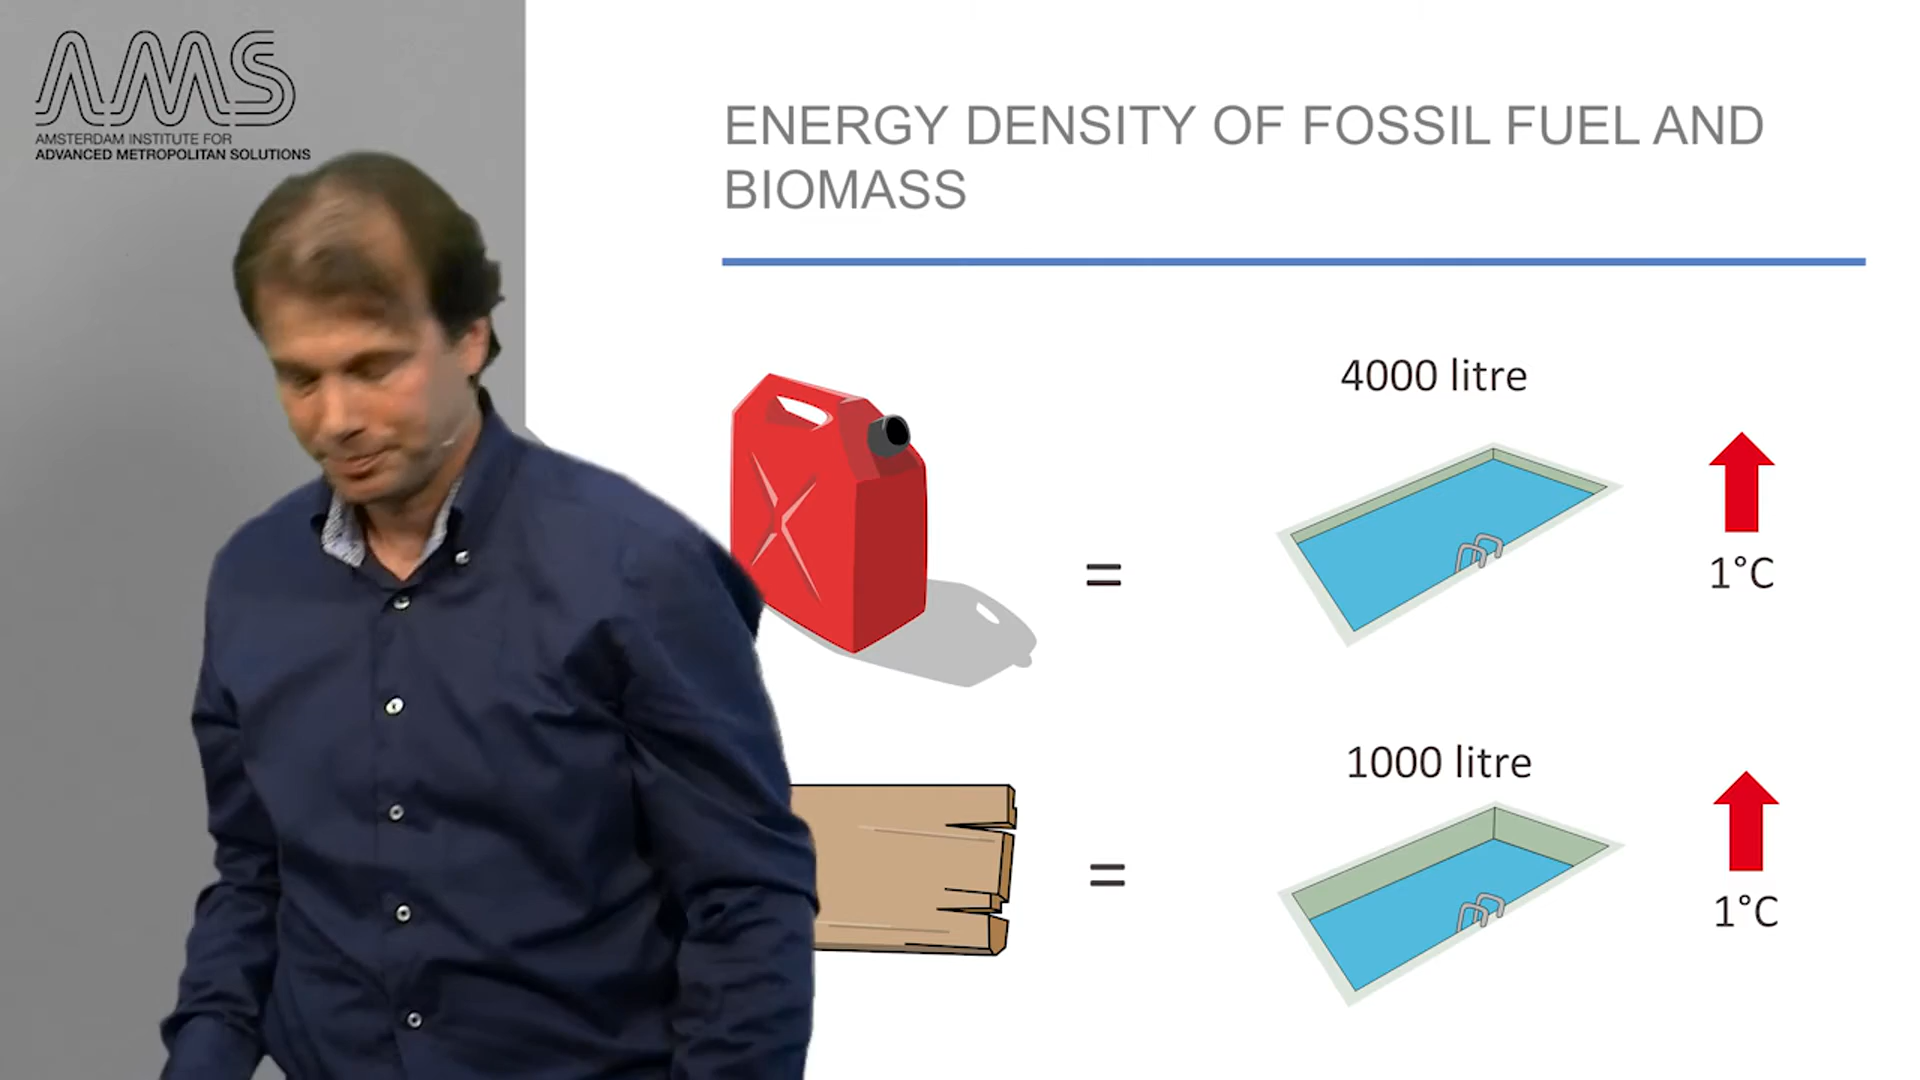 AMS
AMSTERDAM INSTITUTE FOR
ADVANCED METROPOLITAN SOLUTIONS
ENERGY DENSITY OF FOSSIL FUEL AND
BIOMASS
4000 litre
=
1°C
1000 litre
=
1°C